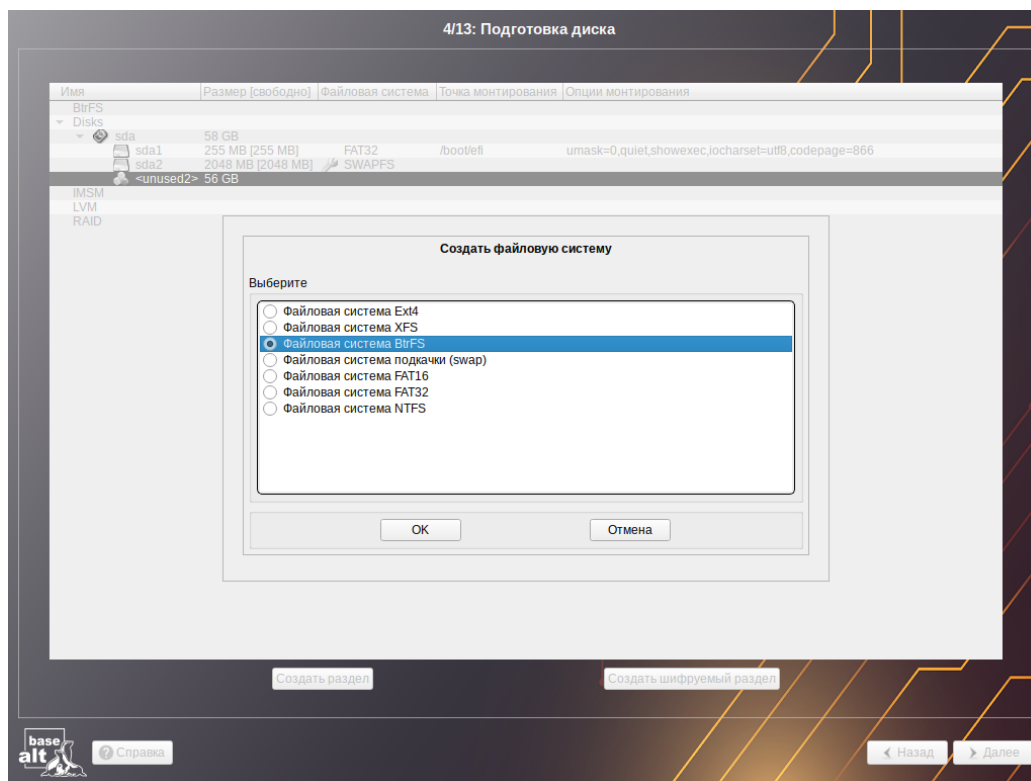 4/13: Подготовка диска
Имя Размер [свободно] Файловая система Точка монтирования Опции монтирования
BtrFS
Disks
sda 58 GB
sda1 255 MB [255 MB] FAT32 /boot/efi umask=0,quiet,showexec,iocharset=utf8,codepage=866
sda2 2048 MB [2048 MB] SWAPFS
<unused2> 56 GB
IMSM
LVM
RAID
Создать файловую систему
Выберите
Файловая система Ext4
Файловая система XFS
Файловая система BtrFS
Файловая система подкачки (swap)
Файловая система FAT16
Файловая система FAT32
Файловая система NTFS
OK Отмена
Создать раздел Создать шифруемый раздел
base
alt Справка Назад Далее